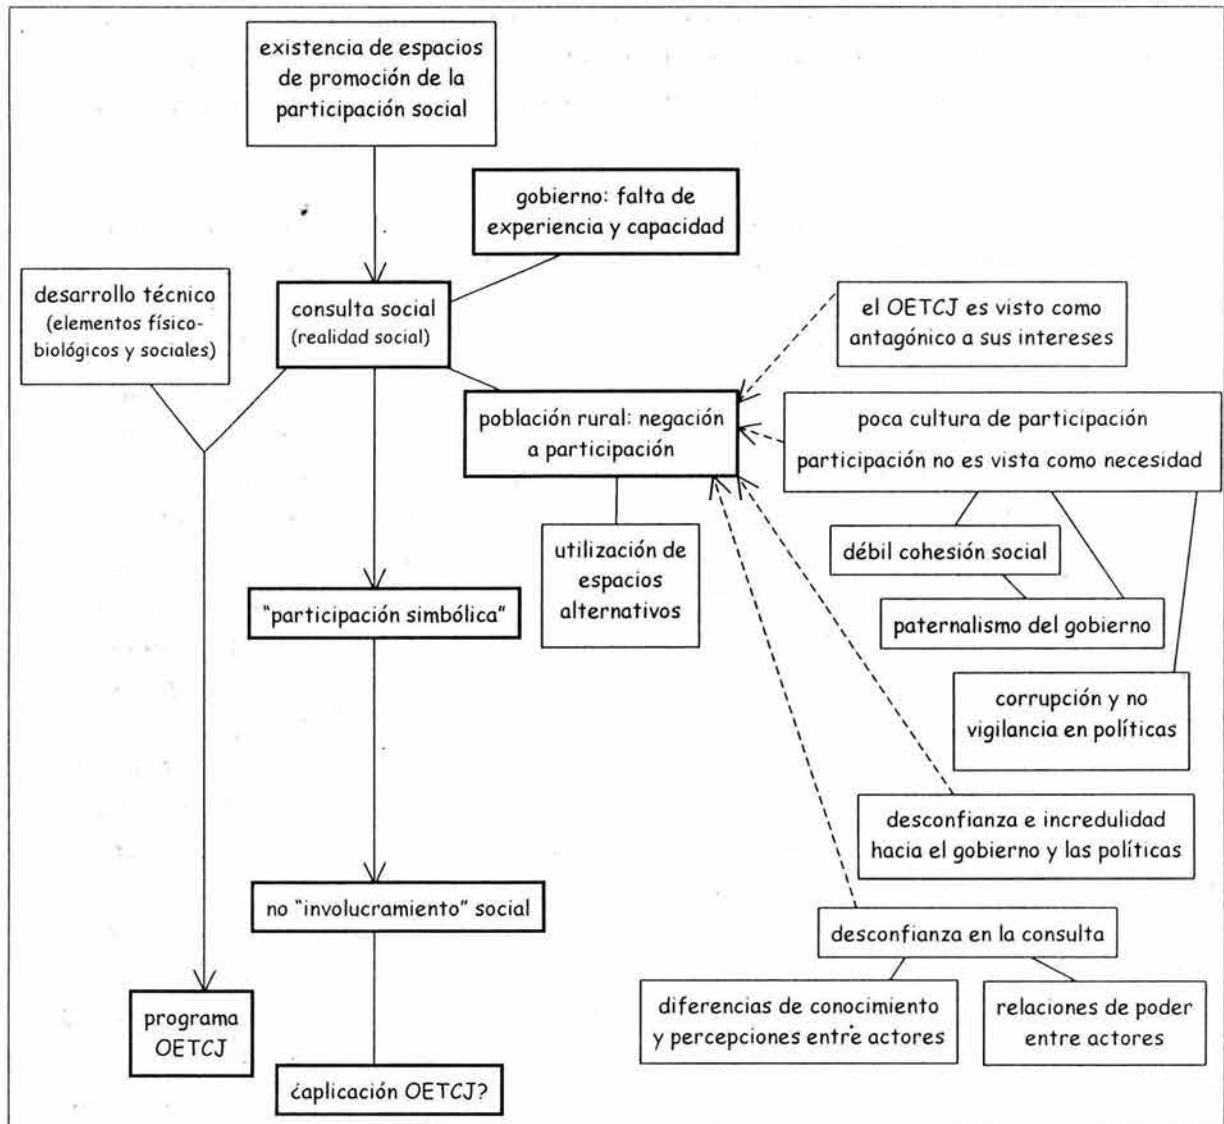 existencia de espacios
de promoción de la
participación social
gobierno: falta de
experiencia y capacidad
desarrollo técnico
(elementos físico-
biológicos y sociales)
consulta social
(realidad social)
el OETCJ es visto como
antagónico a sus intereses
población rural: negación
a participación
poca cultura de participación
participación no es vista como necesidad
utilización de
espacios
alternativos
débil cohesión social
"participación simbólica"
paternalismo del gobierno
corrupción y no
vigilancia en políticas
desconfianza e incredulidad
hacia el gobierno y las políticas
no "involucramiento" social
desconfianza en la consulta
programa
OETCJ
diferencias de conocimiento
y percepciones entre actores
relaciones de poder
entre actores
¿aplicación OETCJ?